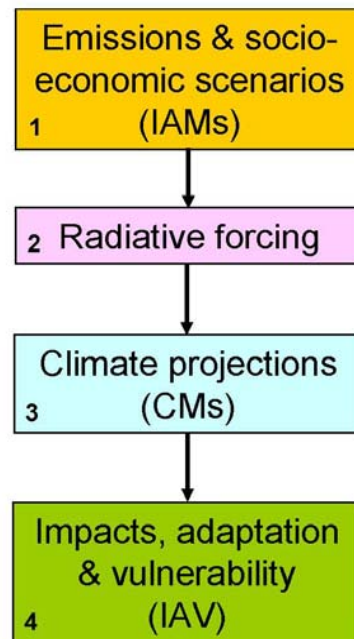 Emissions & socio-
economic scenarios
1 (IAMs)
2 Radiative forcing
Climate projections
3 (CMs)
Impacts, adaptation
& vulnerability
4 (IAV)